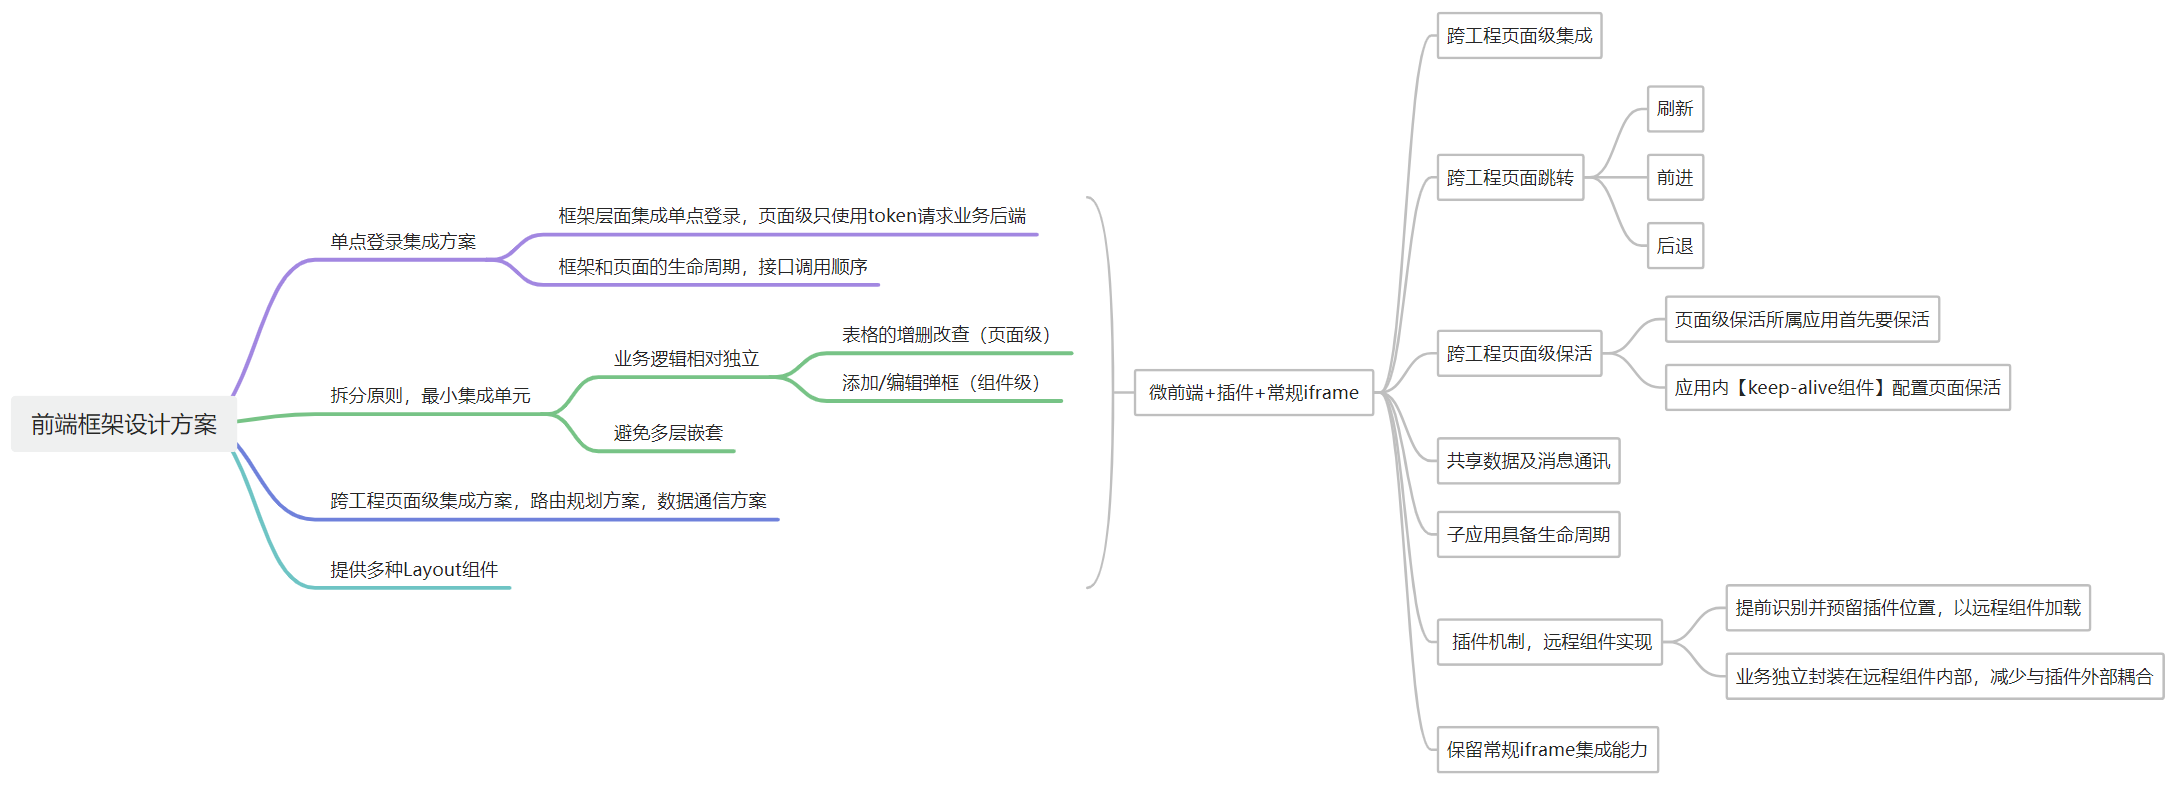 前端框架设计方案
单点登录集成方案
框架层面集成单点登录，页面级只使用token请求业务后端
框架和页面的生命周期，接口调用顺序
拆分原则，最小集成单元
业务逻辑相对独立
表格的增删改查（页面级）
添加/编辑弹框（组件级）
避免多层嵌套
跨工程页面级集成方案，路由规划方案，数据通信方案
提供多种Layout组件
微前端+插件+常规iframe
跨工程页面级集成
跨工程页面跳转
刷新
前进
后退
跨工程页面级保活
页面级保活所属应用首先要保活
应用内【keep-alive组件】配置页面保活
共享数据及消息通讯
子应用具备生命周期
插件机制，远程组件实现
提前识别并预留插件位置，以远程组件加载
业务独立封装在远程组件内部，减少与插件外部耦合
保留常规iframe集成能力